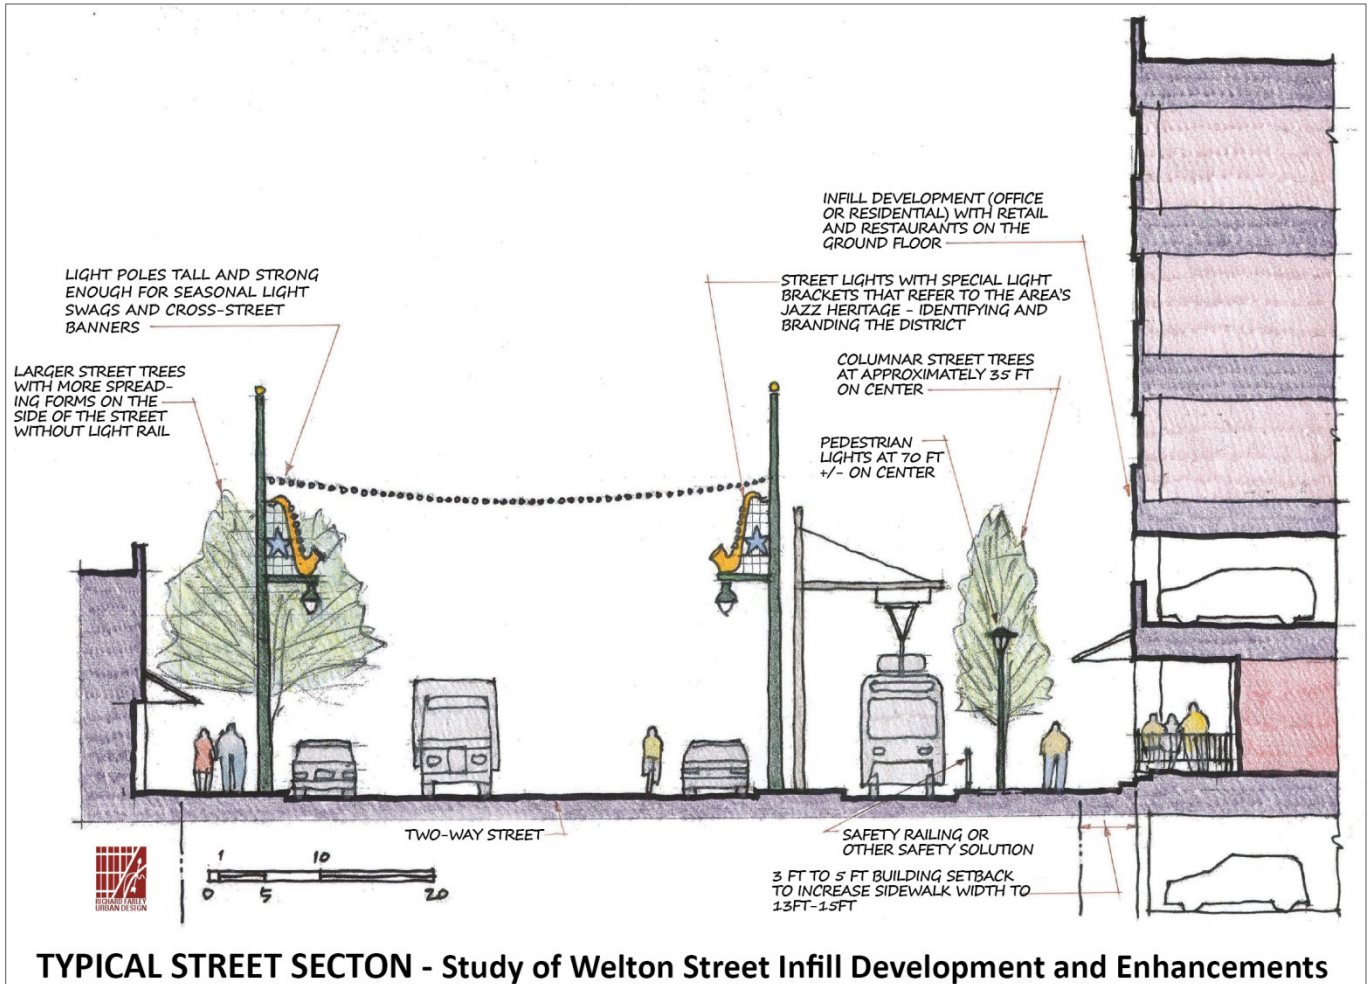 INFILL DEVELOPMENT (OFFICE
OR RESIDENTIAL) WITH RETAIL
AND RESTAURANTS ON THE
GROUND FLOOR
LIGHT POLES TALL AND STRONG
ENOUGH FOR SEASONAL LIGHT
SWAGS AND CROSS-STREET
BANNERS
STREET LIGHTS WITH SPECIAL LIGHT
BRACKETS THAT REFER TO THE AREA'S
JAZZ HERITAGE - IDENTIFYING AND
BRANDING THE DISTRICT
LARGER STREET TREES
WITH MORE SPREAD-
ING FORMS ON THE
SIDE OF THE STREET
WITHOUT LIGHT RAIL
COLUMNAR STREET TREES
AT APPROXIMATELY 35 FT
ON CENTER
PEDESTRIAN
LIGHTS AT 70 FT
+/- ON CENTER
TWO-WAY STREET
SAFETY RAILING OR
OTHER SAFETY SOLUTION
3 FT TO 5 FT BUILDING SETBACK
TO INCREASE SIDEWALK WIDTH TO
13FT-15FT
1 10
0 5 20
RICHARD FARLEY
URBAN DESIGN
TYPICAL STREET SECTON - Study of Welton Street Infill Development and Enhancements